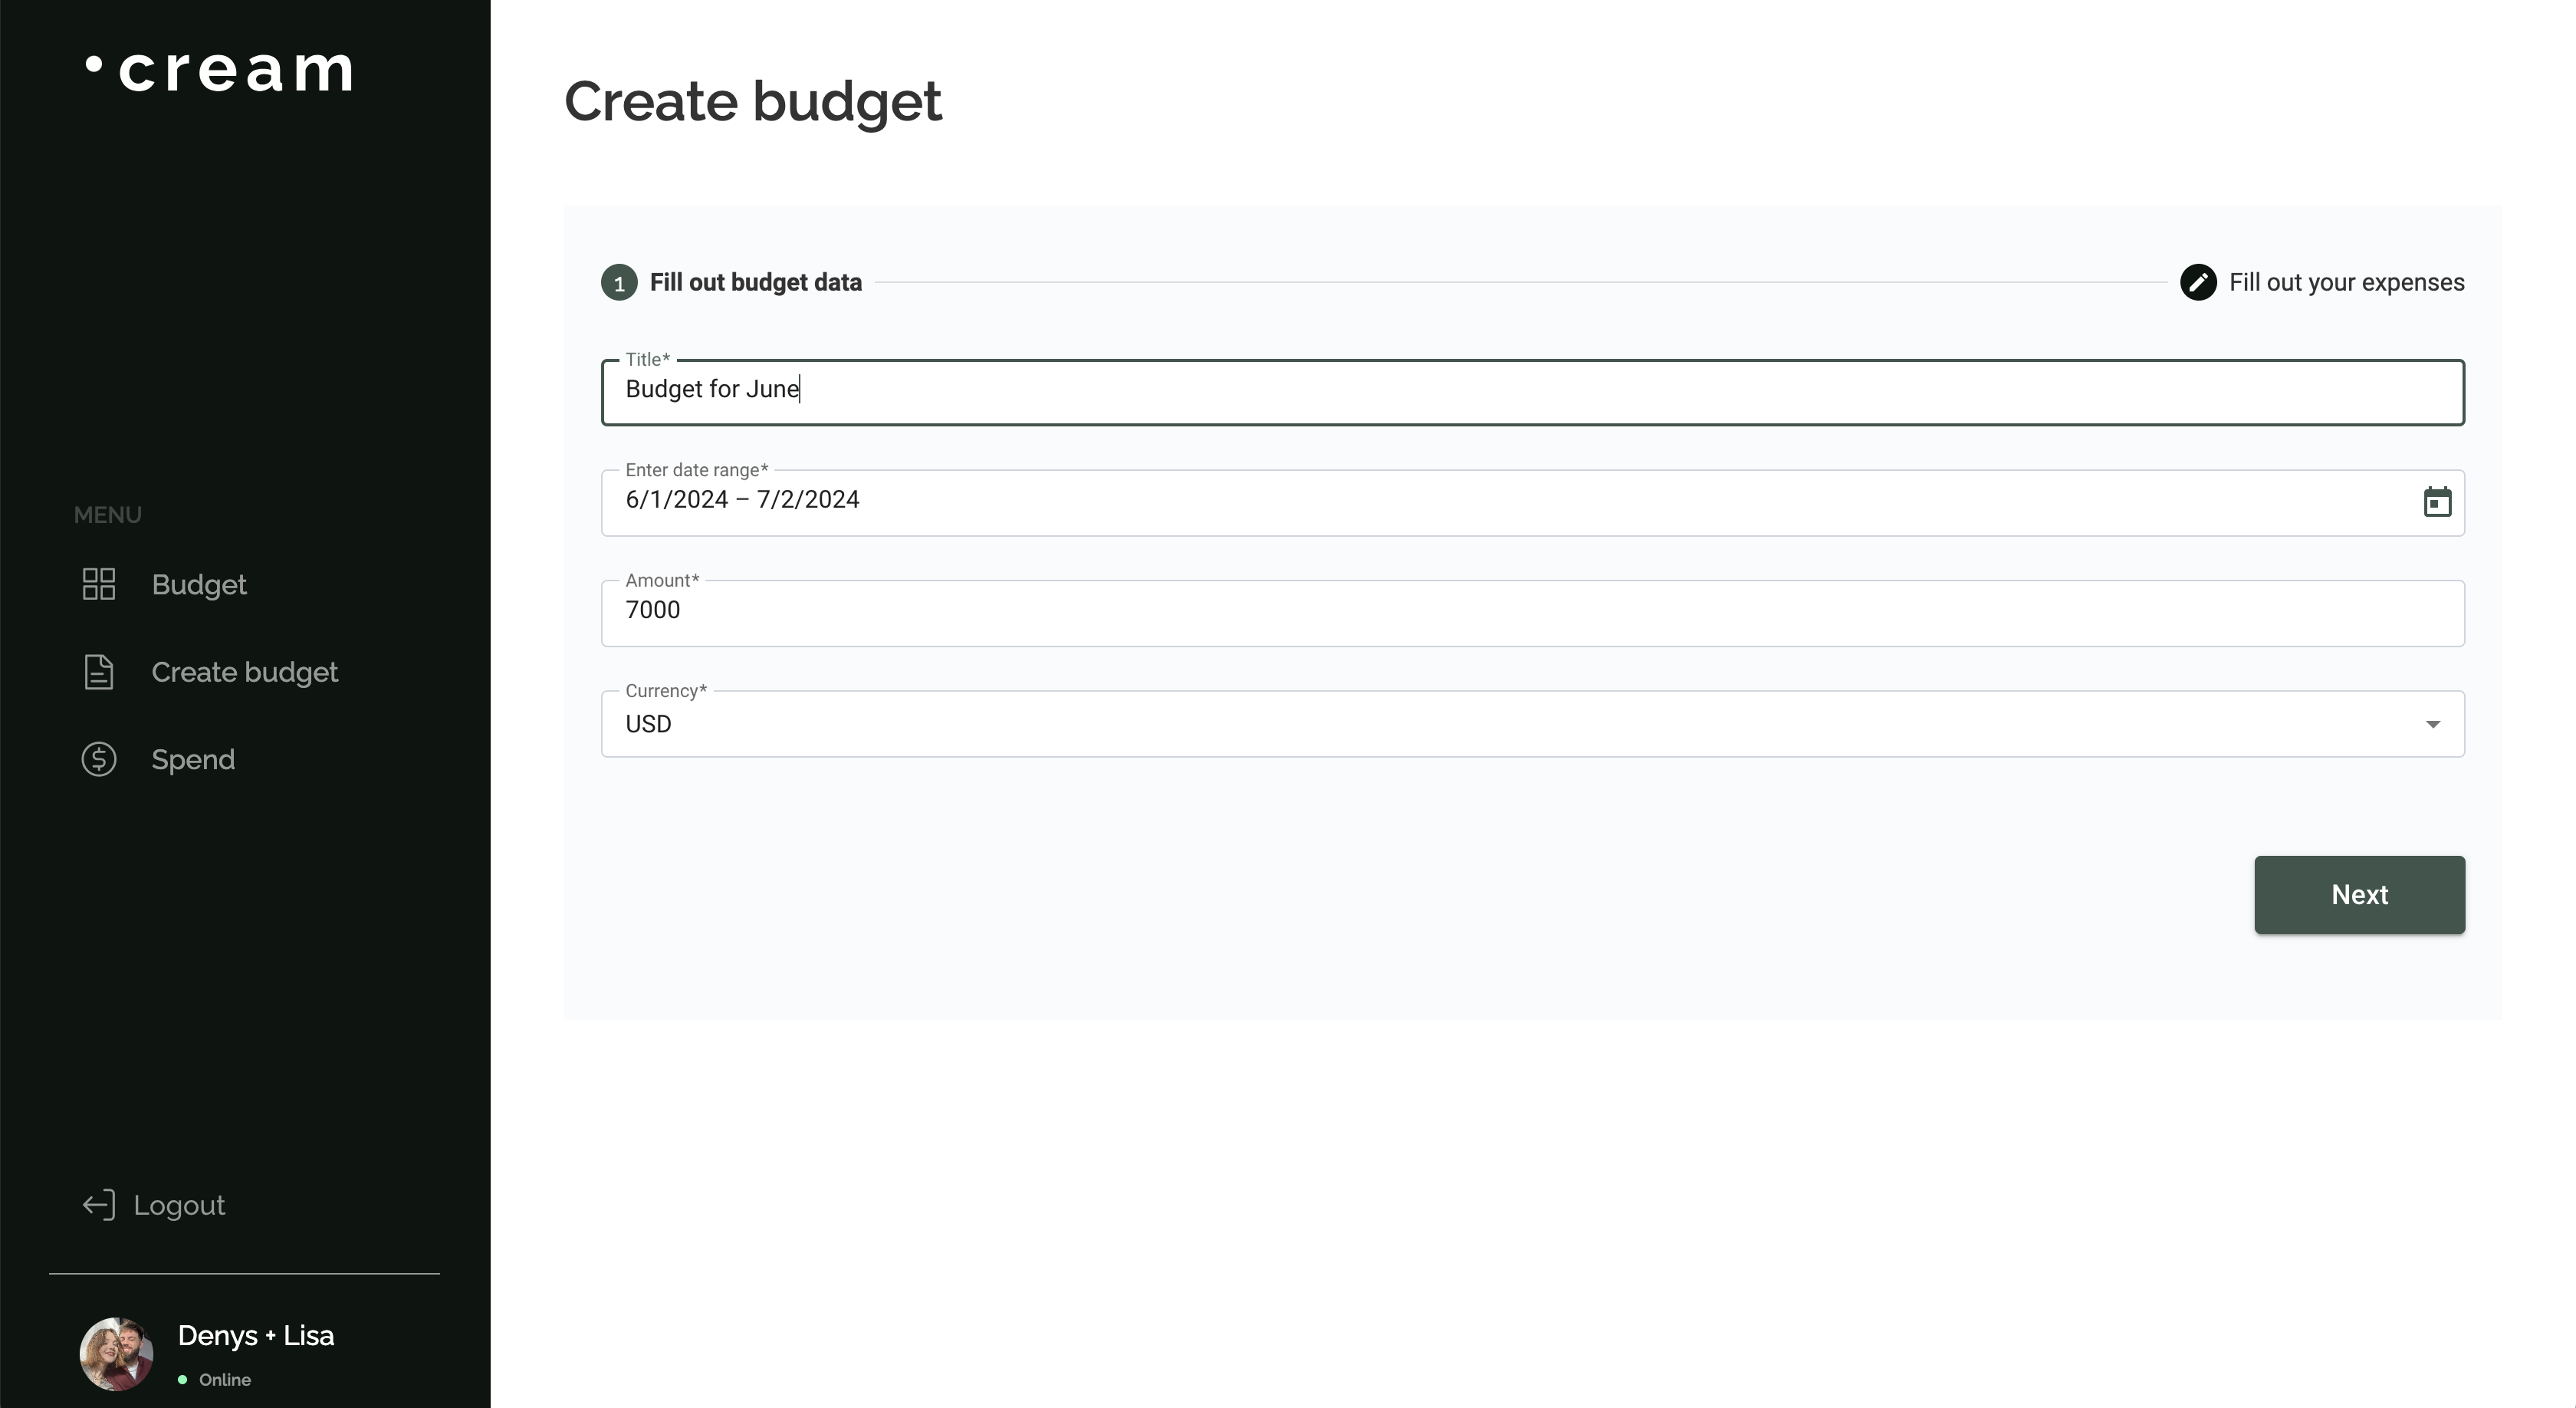 cream
MENU
Budget
Create budget
Spend
Logout
Denys + Lisa
Online
Create budget
1 Fill out budget data
Fill out your expenses
Title*
Budget for June
Enter date range*
6/1/2024 – 7/2/2024
Amount*
7000
Currency*
USD
Next